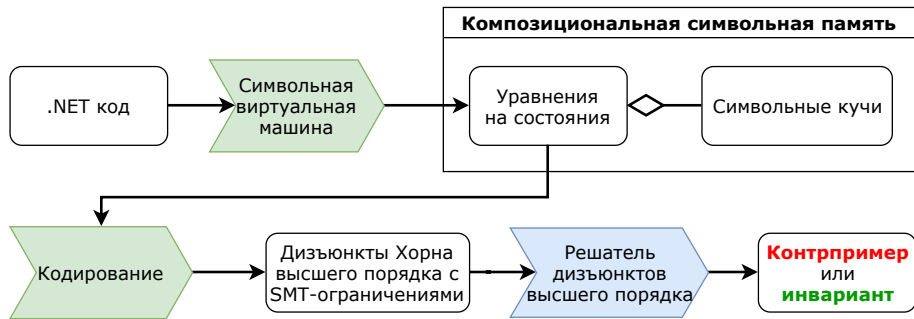 Композициональная символьная память
.NET код
Символьная
виртуальная
машина
Уравнения
на состояния
Символьные кучи
Кодирование
Дизъюнкты Хорна
высшего порядка с
SMT-ограничениями
Решатель
дизъюнктов
высшего порядка
Контрпример
или
инвариант